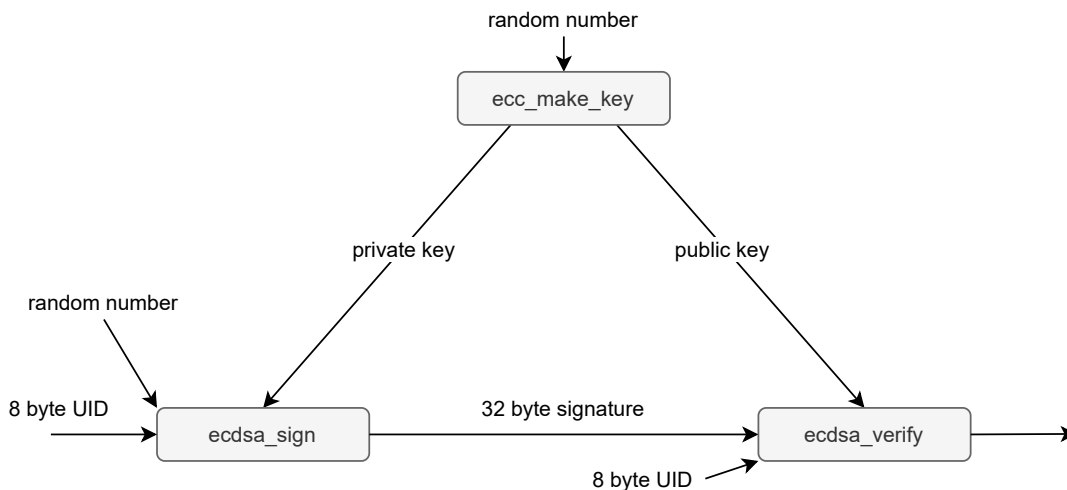 random number
ecc_make_key
private key
public key
random number
8 byte UID
32 byte signature
ecdsa_sign
ecdsa_verify
8 byte UID